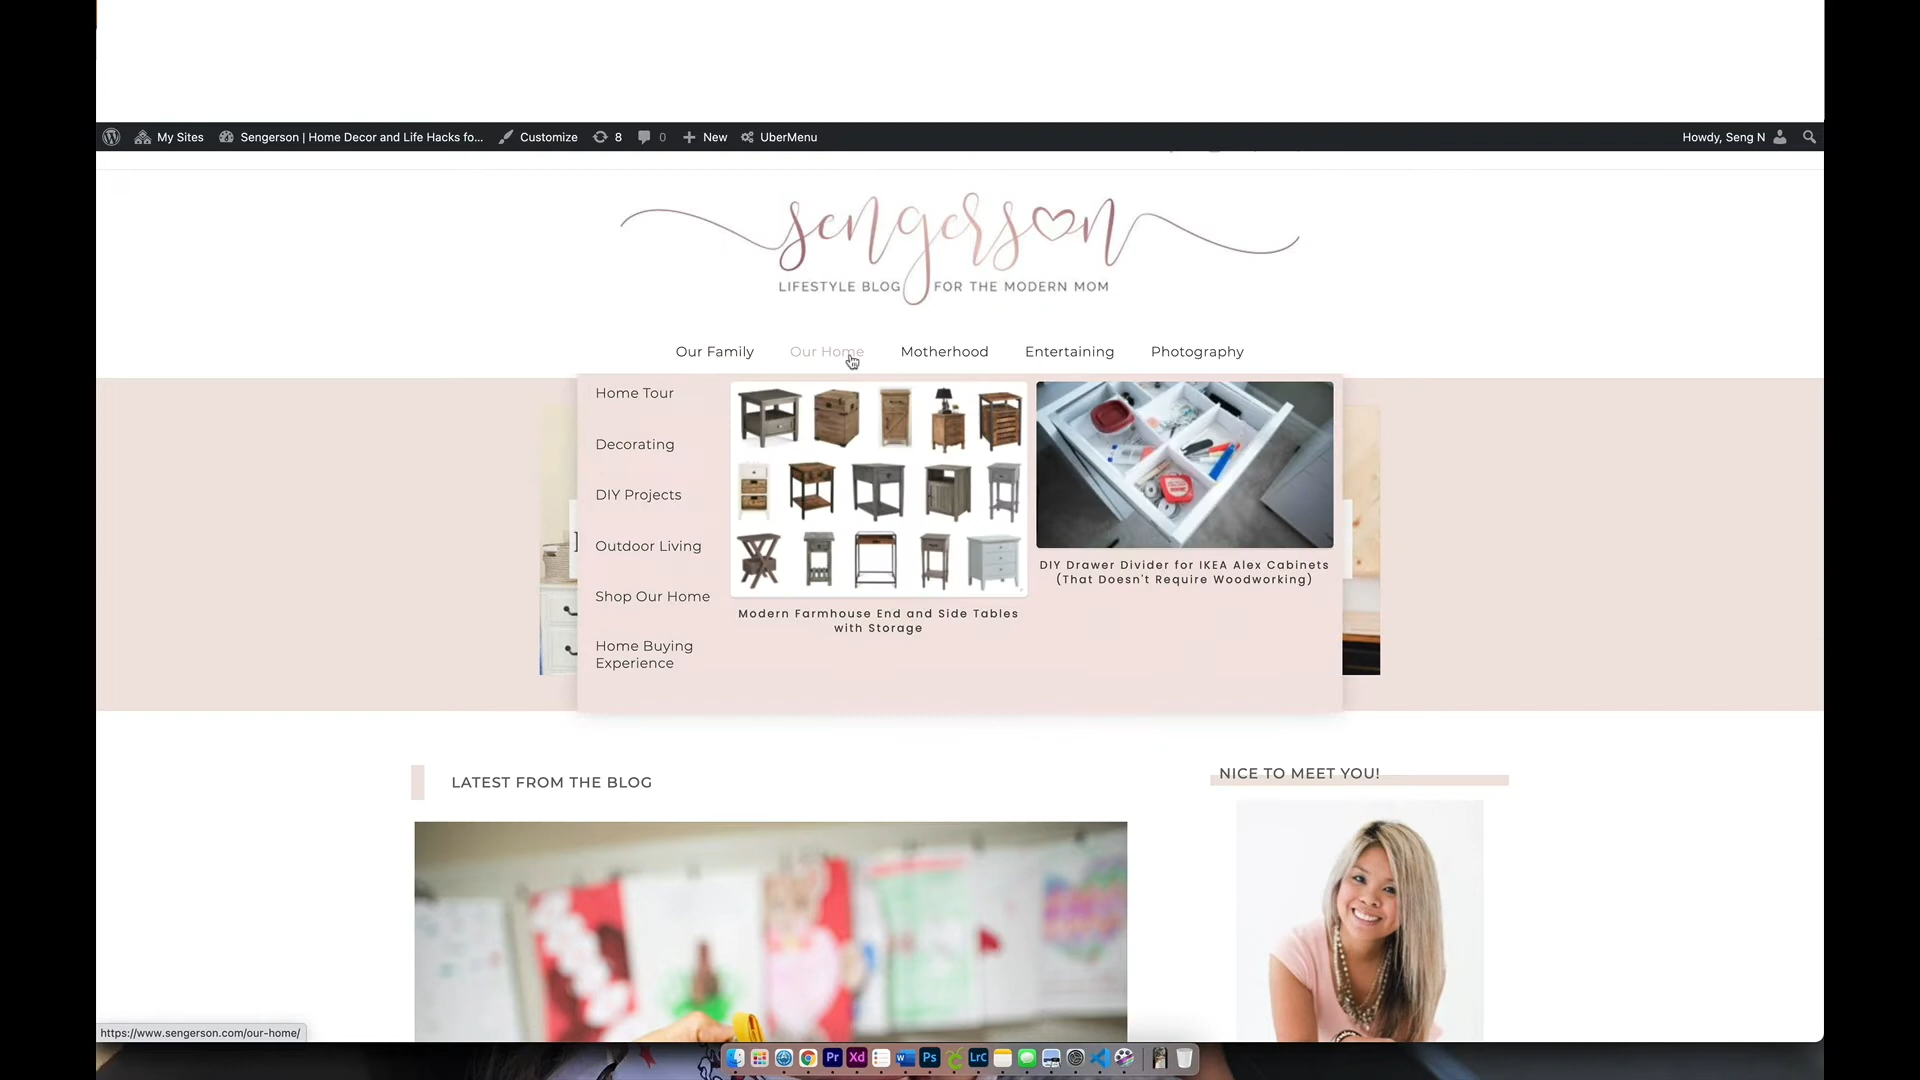 My Sites Sengerson | Home Decor and Life Hacks fo... Customize 8 0 New UberMenu Howdy, Seng N
sengerson
LIFESTYLE BLOG FOR THE MODERN MOM
Our Family Our Home Motherhood Entertaining Photography
Home Tour
Decorating
DIY Projects
Outdoor Living
Shop Our Home
Home Buying
Experience
Modern Farmhouse End and Side Tables
with Storage
DIY Drawer Divider for IKEA Alex Cabinets
(That Doesn't Require Woodworking)
LATEST FROM THE BLOG
NICE TO MEET YOU!
https://www.sengerson.com/our-home/
Pr Xd Ps LrC